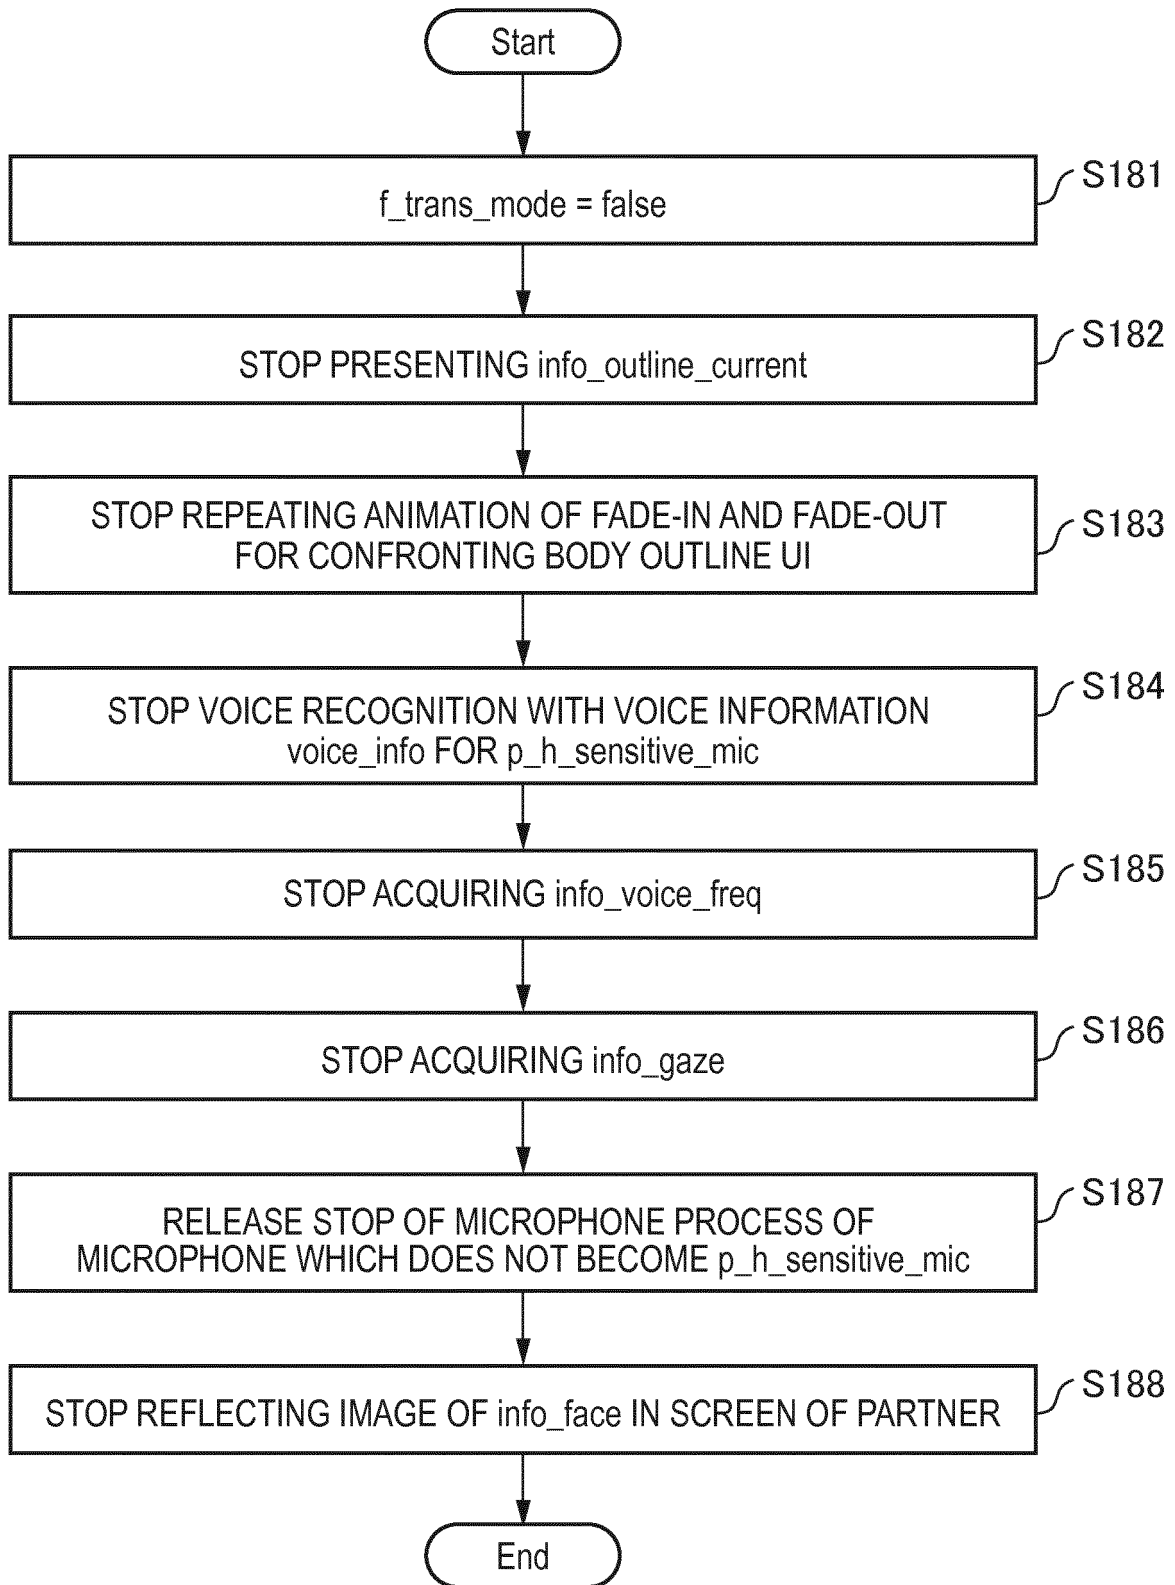 Start
f_trans_mode = false
S181
STOP PRESENTING info_outline_current
S182
STOP REPEATING ANIMATION OF FADE-IN AND FADE-OUT
FOR CONFRONTING BODY OUTLINE UI
S183
STOP VOICE RECOGNITION WITH VOICE INFORMATION
voice_info FOR p_h_sensitive_mic
S184
STOP ACQUIRING info_voice_freq
S185
STOP ACQUIRING info_gaze
S186
RELEASE STOP OF MICROPHONE PROCESS OF
MICROPHONE WHICH DOES NOT BECOME p_h_sensitive_mic
S187
STOP REFLECTING IMAGE OF info_face IN SCREEN OF PARTNER
S188
End